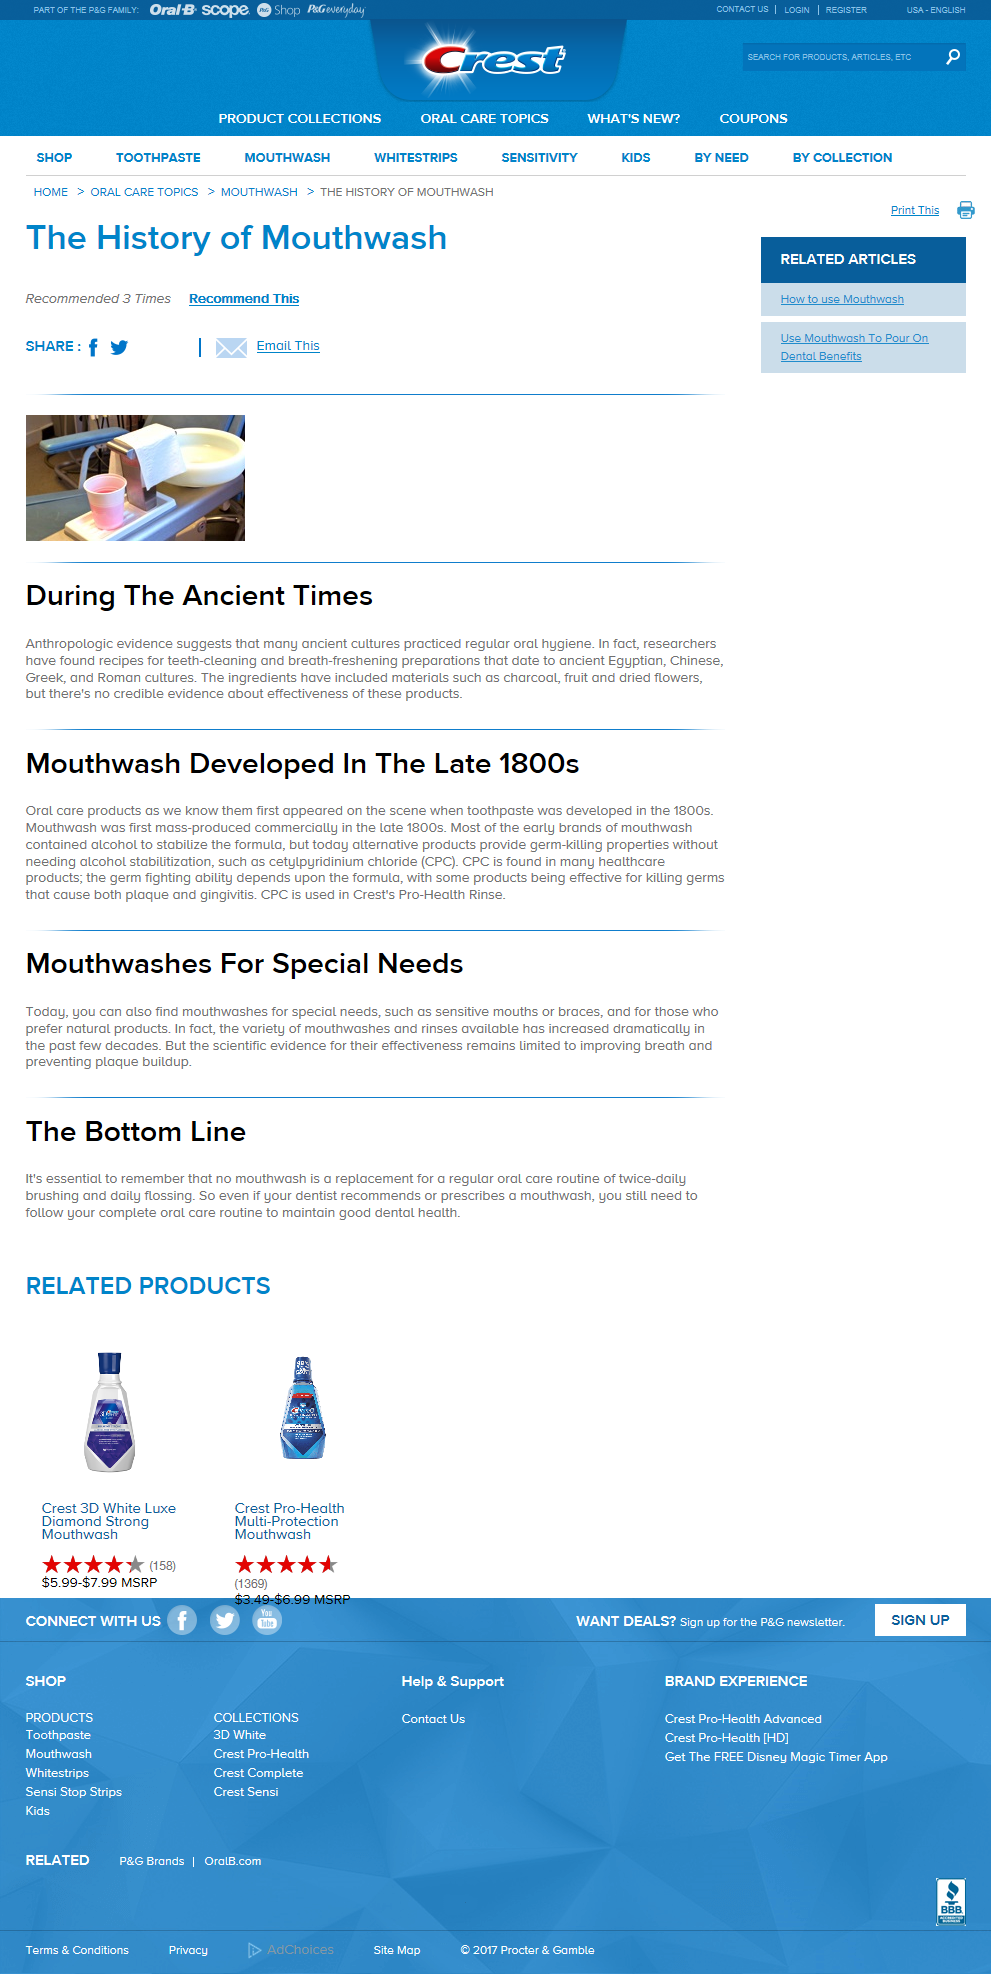 PART OF THE P&G FAMILY: Oral-B scope P&G Shop P&G everyday CONTACT US | LOGIN | REGISTER USA - ENGLISH
Crest
SEARCH FOR PRODUCTS, ARTICLES, ETC
PRODUCT COLLECTIONS ORAL CARE TOPICS WHAT'S NEW? COUPONS
SHOP TOOTHPASTE MOUTHWASH WHITESTRIPS SENSITIVITY KIDS BY NEED BY COLLECTION
HOME > ORAL CARE TOPICS > MOUTHWASH > THE HISTORY OF MOUTHWASH
Print This
The History of Mouthwash
Recommended 3 Times Recommend This
SHARE : | Email This
RELATED ARTICLES
How to use Mouthwash
Use Mouthwash To Pour On
Dental Benefits
During The Ancient Times
Anthropologic evidence suggests that many ancient cultures practiced regular oral hygiene. In fact, researchers
have found recipes for teeth-cleaning and breath-freshening preparations that date to ancient Egyptian, Chinese,
Greek, and Roman cultures. The ingredients have included materials such as charcoal, fruit and dried flowers,
but there's no credible evidence about effectiveness of these products.
Mouthwash Developed In The Late 1800s
Oral care products as we know them first appeared on the scene when toothpaste was developed in the 1800s.
Mouthwash was first mass-produced commercially in the late 1800s. Most of the early brands of mouthwash
contained alcohol to stabilize the formula, but today alternative products provide germ-killing properties without
needing alcohol stabilitization, such as cetylpyridinium chloride (CPC). CPC is found in many healthcare
products; the germ fighting ability depends upon the formula, with some products being effective for killing germs
that cause both plaque and gingivitis. CPC is used in Crest's Pro-Health Rinse.
Mouthwashes For Special Needs
Today, you can also find mouthwashes for special needs, such as sensitive mouths or braces, and for those who
prefer natural products. In fact, the variety of mouthwashes and rinses available has increased dramatically in
the past few decades. But the scientific evidence for their effectiveness remains limited to improving breath and
preventing plaque buildup.
The Bottom Line
It's essential to remember that no mouthwash is a replacement for a regular oral care routine of twice-daily
brushing and daily flossing. So even if your dentist recommends or prescribes a mouthwash, you still need to
follow your complete oral care routine to maintain good dental health.
RELATED PRODUCTS
Crest 3D White Luxe
Diamond Strong
Mouthwash
(158)
$5.99-$7.99 MSRP
Crest Pro-Health
Multi-Protection
Mouthwash
(1369)
$3.49-$6.99 MSRP
CONNECT WITH US You Tube WANT DEALS? Sign up for the P&G newsletter. SIGN UP
SHOP
PRODUCTS
Toothpaste
Mouthwash
Whitestrips
Sensi Stop Strips
Kids
COLLECTIONS
3D White
Crest Pro-Health
Crest Complete
Crest Sensi
Help & Support
Contact Us
BRAND EXPERIENCE
Crest Pro-Health Advanced
Crest Pro-Health [HD]
Get The FREE Disney Magic Timer App
RELATED P&G Brands | OralB.com
BBB
ACCREDITED
BUSINESS
Terms & Conditions Privacy AdChoices Site Map © 2017 Procter & Gamble